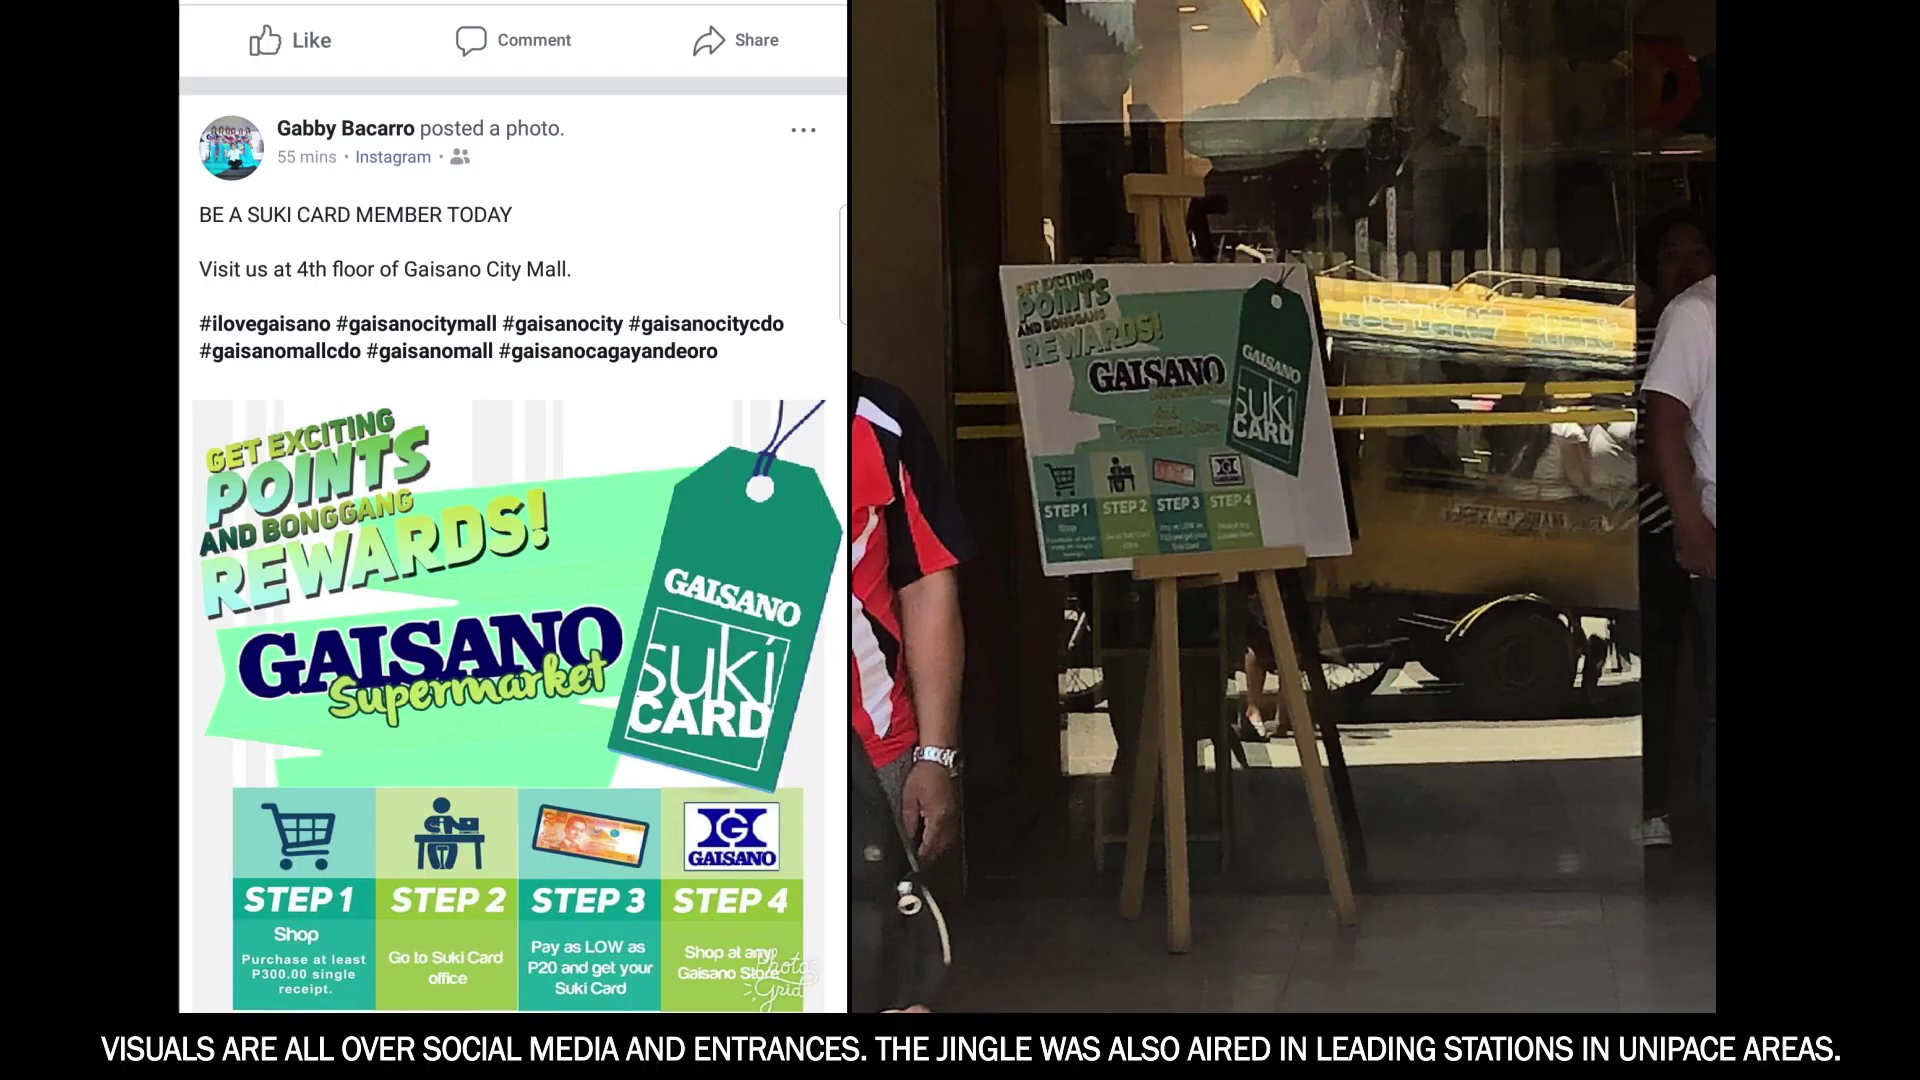 Like
Comment
Share
Gabby Bacarro posted a photo.
55 mins • Instagram •
BE A SUKI CARD MEMBER TODAY
Visit us at 4th floor of Gaisano City Mall.
#ilovegaisano #gaisanocitymall #gaisanocity #gaisanocitycdo
#gaisanomallcdo #gaisanomall #gaisanocagayandeoro
GET EXCITING
POINTS
AND BONGGANG
REWARDS!
GAISANO
Supermarket
GAISANO
suki
CARD
G
GAISANO
STEP 1
Shop
Purchase at least
P300.00 single
receipt.
STEP 2
Go to Suki Card
office
STEP 3
Pay as LOW as
P20 and get your
Suki Card
STEP 4
Shop at any
Gaisano Store
Photo
Grid
GET EXCITING
POINTS
AND BONGGANG
REWARDS!
GAISANO
GAISANO
suki
CARD
STEP 1
STEP 2
STEP 3
STEP 4
VISUALS ARE ALL OVER SOCIAL MEDIA AND ENTRANCES. THE JINGLE WAS ALSO AIRED IN LEADING STATIONS IN UNIPACE AREAS.